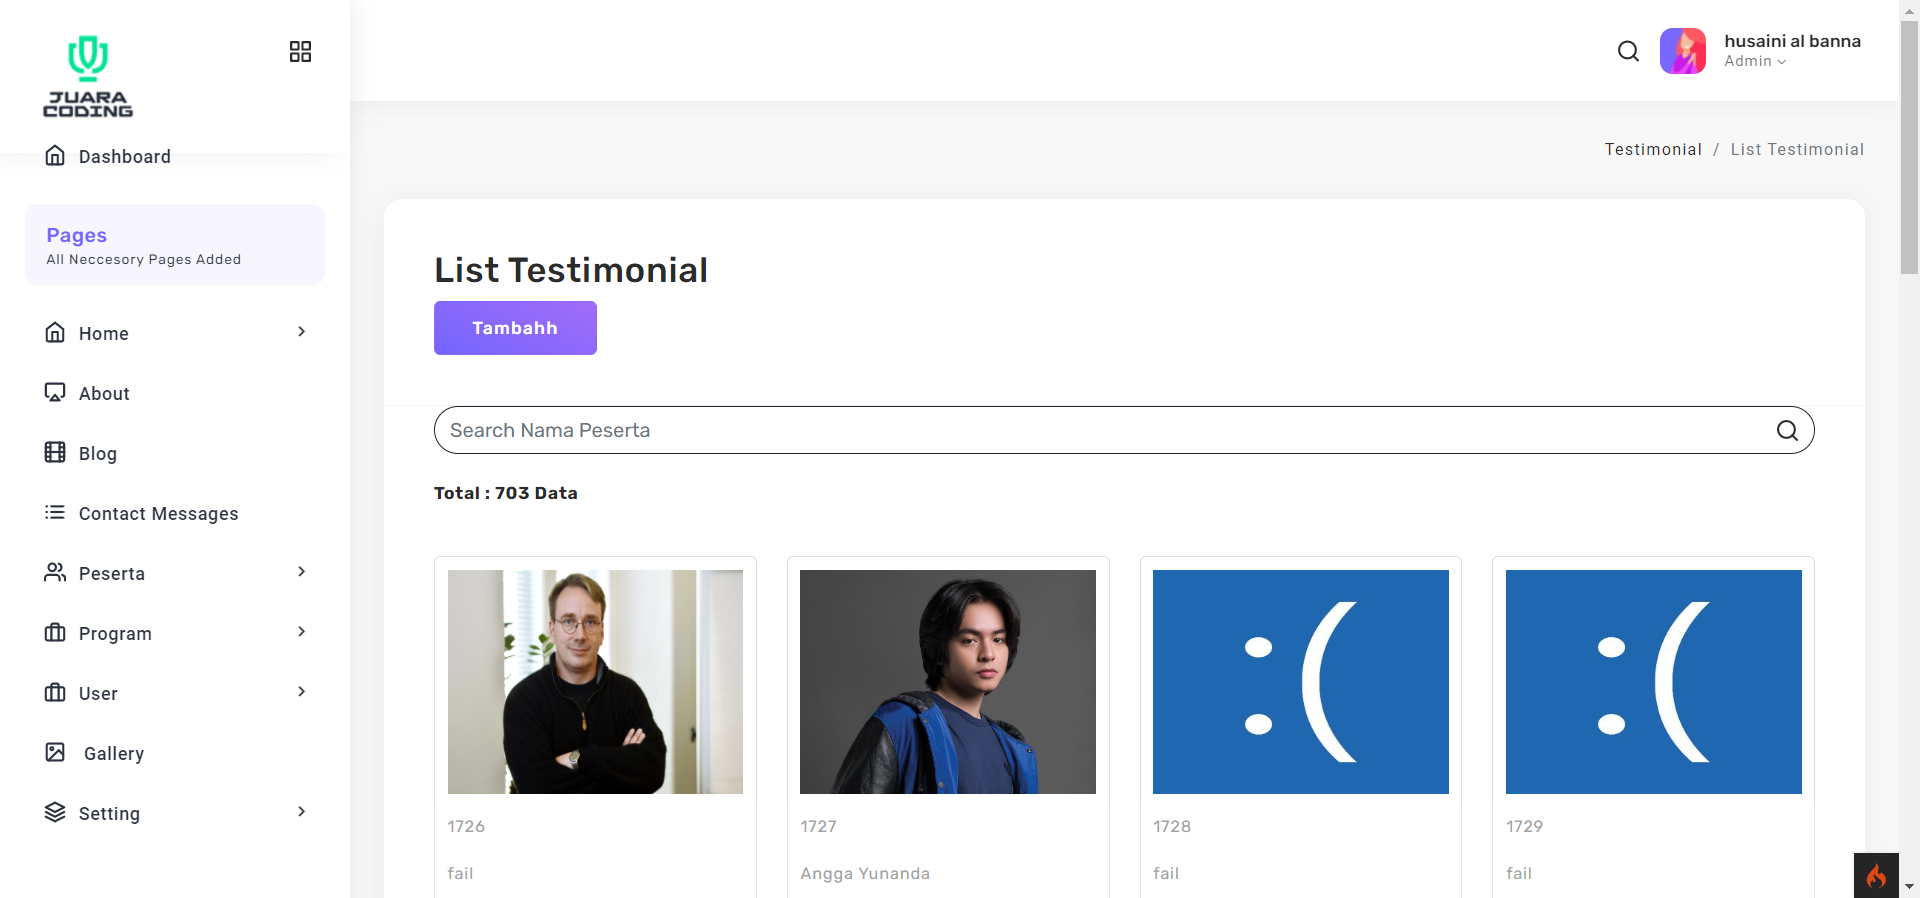 JUARA
CODING
husaini al banna
Admin
Dashboard
Testimonial / List Testimonial
Pages
All Neccesory Pages Added
List Testimonial
Tambahh
Home
About
Search Nama Peserta
Blog
Total : 703 Data
Contact Messages
Peserta
Program
User
Gallery
Setting
:( :(
1726 1727 1728 1729
fail Angga Yunanda fail fail